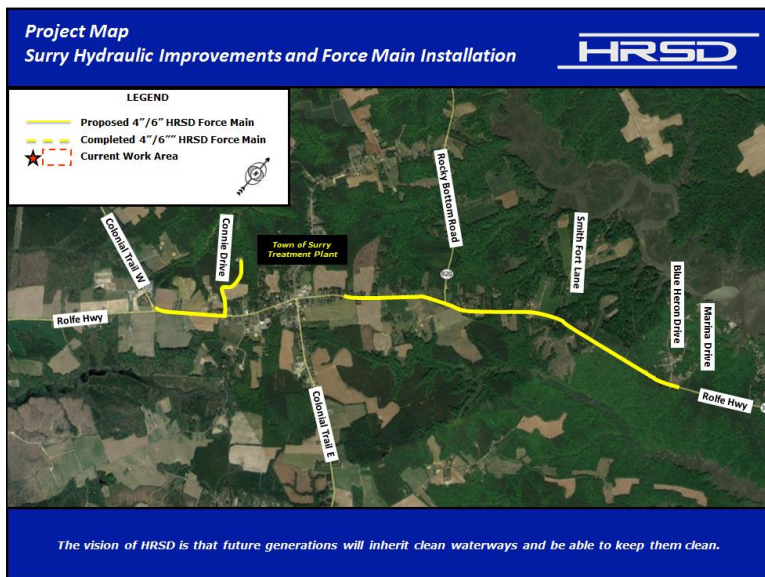 Project Map
Surry Hydraulic Improvements and Force Main Installation
HRSD
LEGEND
Proposed 4”/6” HRSD Force Main
Completed 4”/6”” HRSD Force Main
Current Work Area
N
Colonial Trail W
Connie Drive
Town of Surry
Treatment Plant
Rocky Bottom Road
620
Smith Fort Lane
Blue Heron Drive
Marina Drive
Rolfe Hwy
Colonial Trail E
Rolfe Hwy
The vision of HRSD is that future generations will inherit clean waterways and be able to keep them clean.